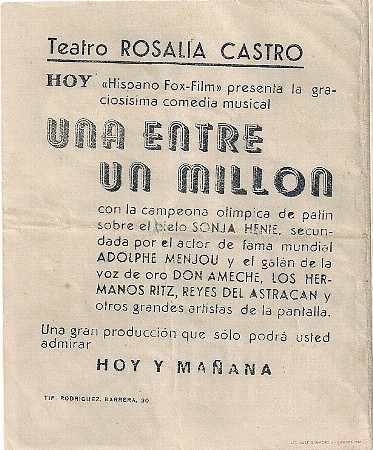 Teatro ROSALIA CASTRO
HOY «Hispano Fox-Film» presenta la gra-
ciosísima comedia musical
UNA ENTRE
UN MILLON
con la campeona olímpica de patín
sobre el hielo SONJA HENIE, secun-
dada por el actor de fama mundial
ADOLPHE MENJOU y el galán de la
voz de oro DON AMECHE, LOS HER-
MANOS RITZ, REYES DEL ASTRACAN y
otros grandes artistas de la pantalla.
Una gran producción que sólo podrá usted
admirar
HOY Y MAÑANA
TIP. RODRIGUEZ, BARRERA, 30